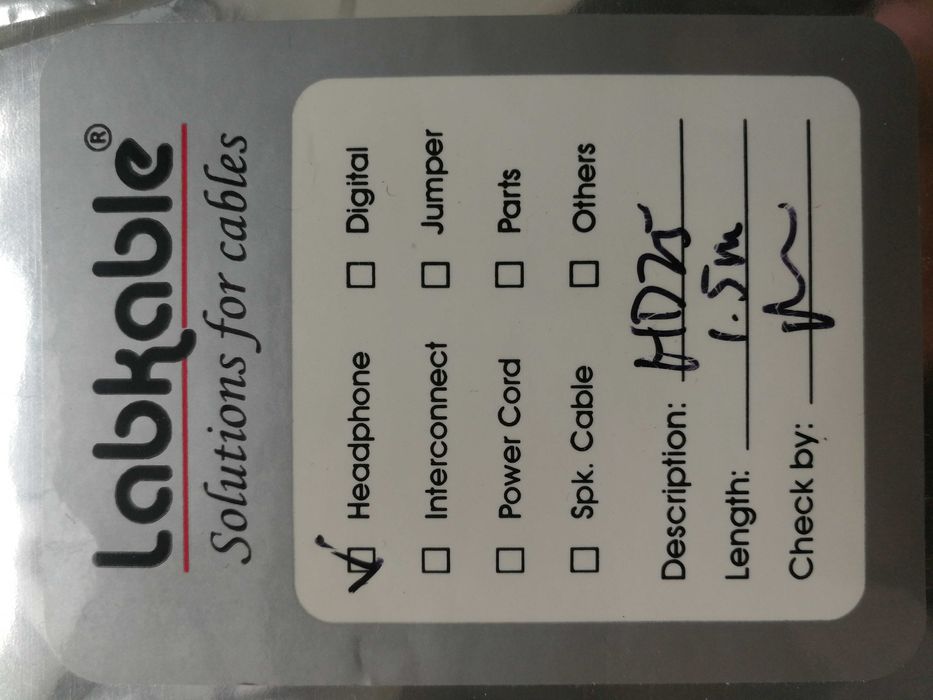 Labkable®
Solutions for cables
Headphone Digital
Interconnect Jumper
Power Cord Parts
Spk. Cable Others
Description: HD25
Length: 1.5m
Check by: